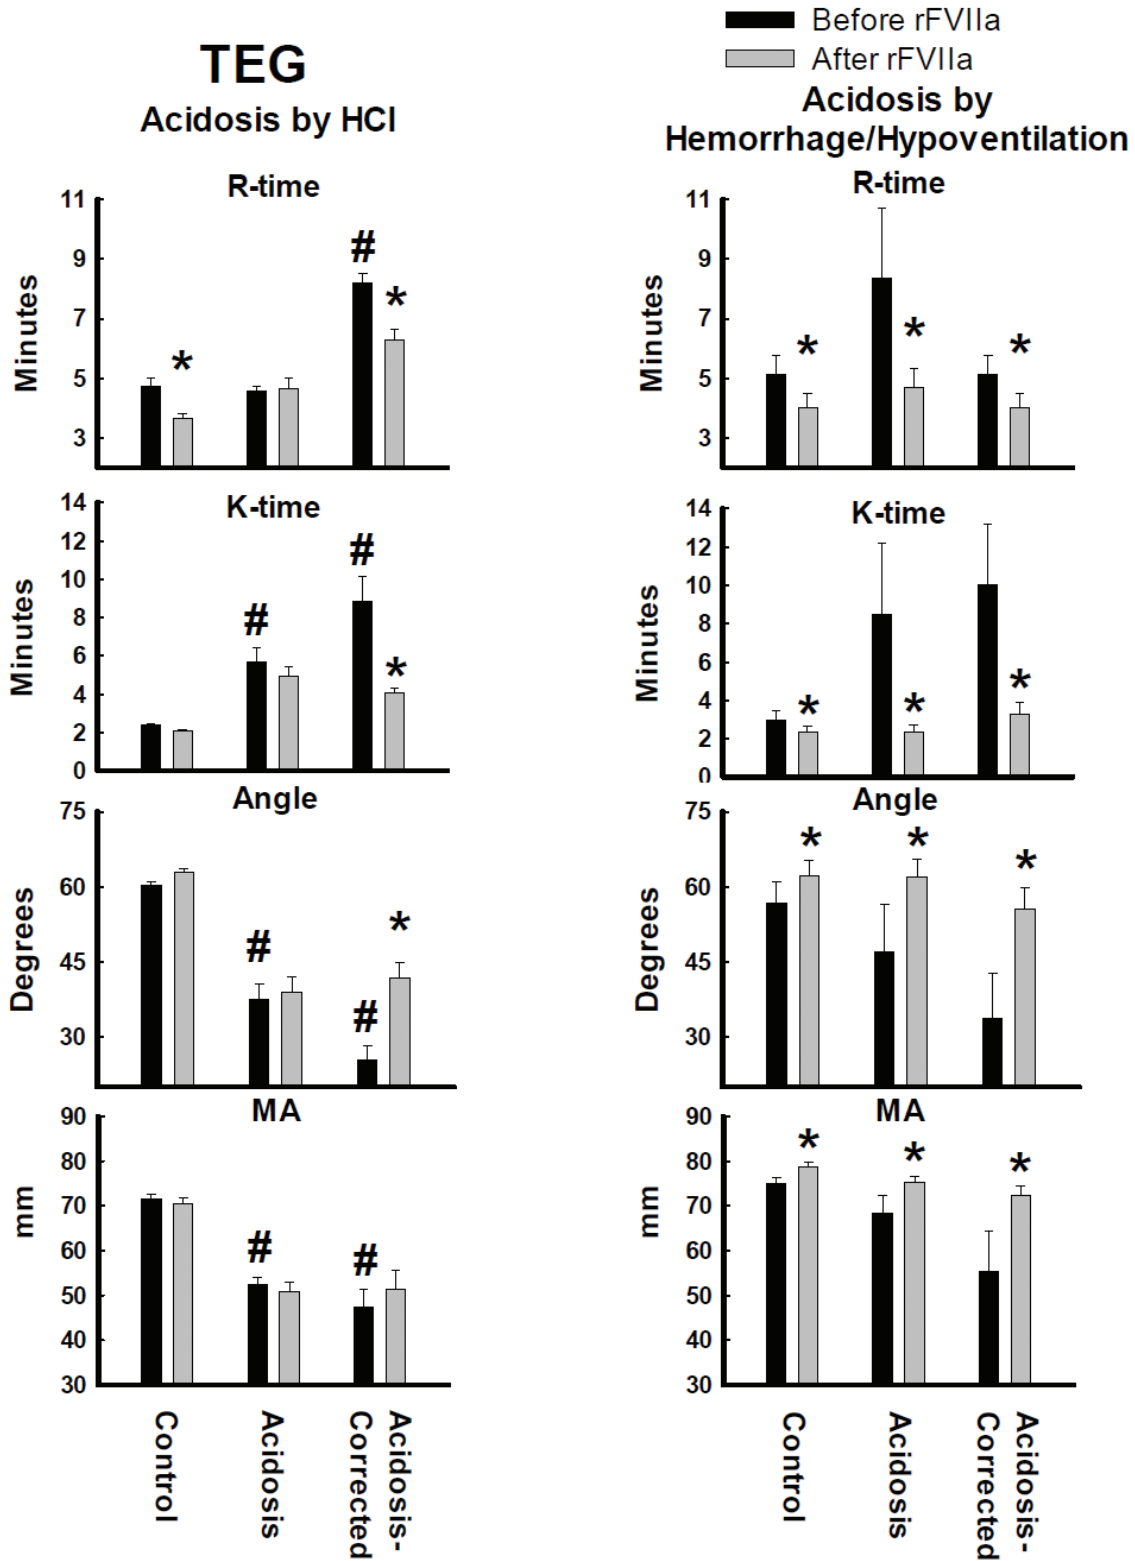 Before rFVIIa
After rFVIIa
TEG
Acidosis by HCl
Acidosis by
Hemorrhage/Hypoventilation
R-time
11
9
7
5
3
Minutes
*
#
*
R-time
11
9
7
5
3
Minutes
*
*
*
K-time
14
12
10
8
6
4
2
0
Minutes
#
#
*
K-time
14
12
10
8
6
4
2
0
Minutes
*
*
*
Angle
75
60
45
30
Degrees
#
#
*
Angle
75
60
45
30
Degrees
*
*
*
MA
90
80
70
60
50
40
30
mm
#
#
MA
90
80
70
60
50
40
30
mm
*
*
*
Control
Acidosis
Acidosis-
Corrected
Control
Acidosis
Acidosis-
Corrected